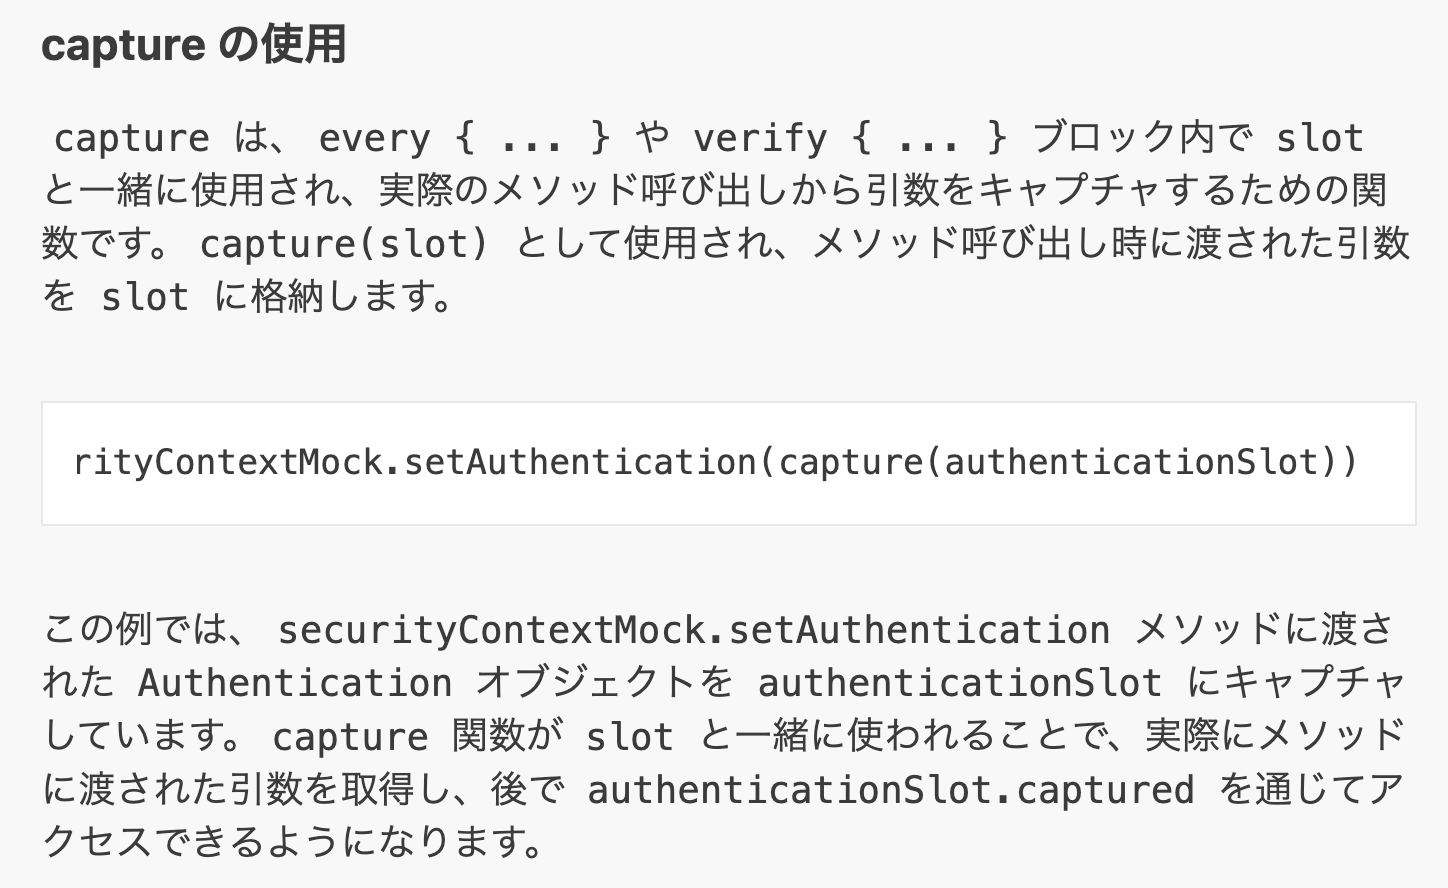 capture の使用
capture は、 every { ... } や verify { ... } ブロック内で slot
と一緒に使用され、実際のメソッド呼び出しから引数をキャプチャするための関
数です。 capture(slot) として使用され、メソッド呼び出し時に渡された引数
を slot に格納します。
rityContextMock.setAuthentication(capture(authenticationSlot))
この例では、 securityContextMock.setAuthentication メソッドに渡さ
れた Authentication オブジェクトを authenticationSlot にキャプチャ
しています。 capture 関数が slot と一緒に使われることで、実際にメソッド
に渡された引数を取得し、後で authenticationSlot.captured を通じてア
クセスできるようになります。